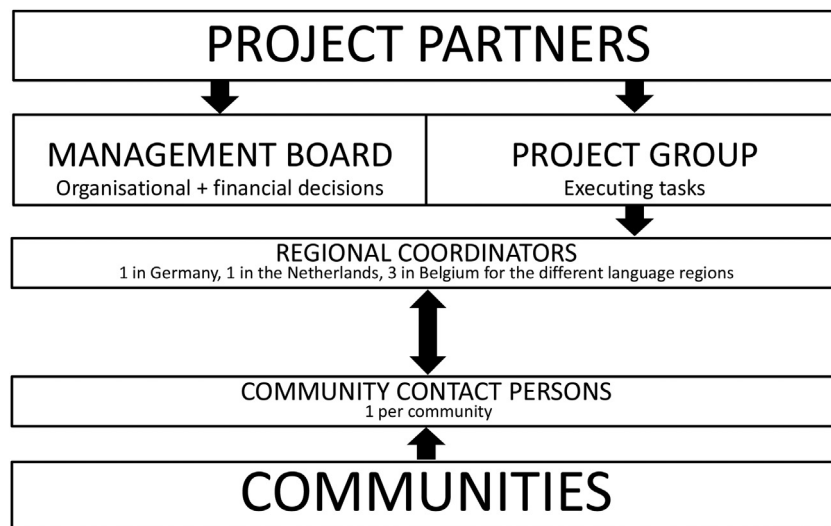 PROJECT PARTNERS
MANAGEMENT BOARD
Organisational + financial decisions
PROJECT GROUP
Executing tasks
REGIONAL COORDINATORS
1 in Germany, 1 in the Netherlands, 3 in Belgium for the different language regions
COMMUNITY CONTACT PERSONS
1 per community
COMMUNITIES